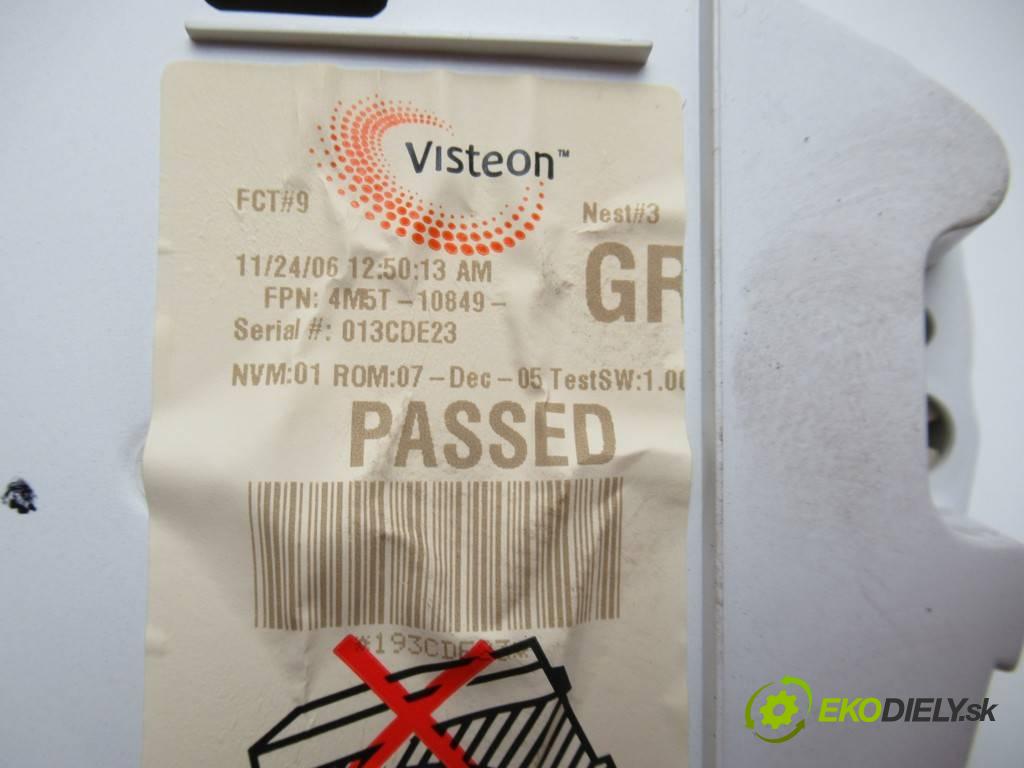 Visteon™
FCT#9
Nest#3
11/24/06 12:50:13 AM
GR
FPN: 4M5T-10849-
Serial #: 013CDE23
NVM:01 ROM:07-Dec-05 TestSW:1.00
PASSED
EKODIELY.sk